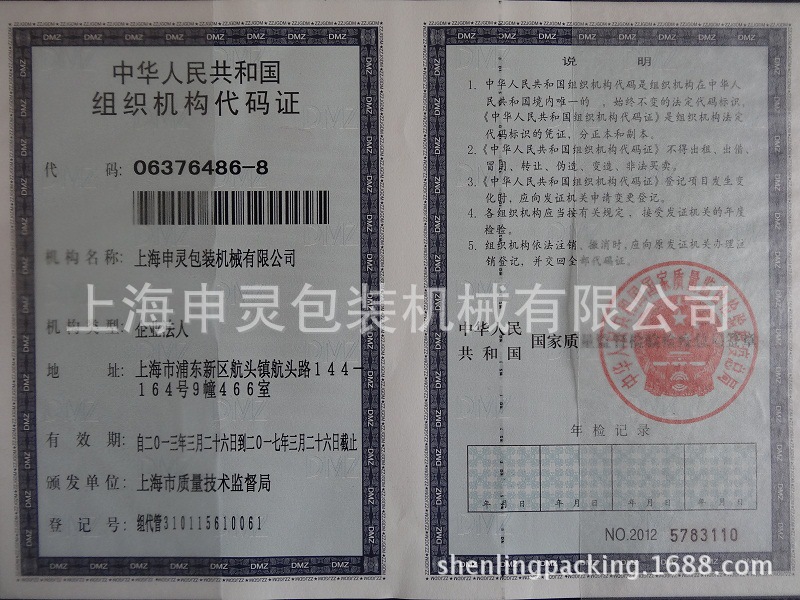 中华人民共和国
组织机构代码证
代 码: 06376486-8
机构名称: 上海申灵包装机械有限公司
机构类型: 企业法人
地 址: 上海市浦东新区航头镇航头路144-
164号9幢466室
有 效 期: 自二0一三年三月二十六日到二0一七年三月二十六日截止
颁发单位: 上海市质量技术监督局
登 记 号: 组代管310115610061
说 明
1. 中华人民共和国组织机构代码是组织机构在中华人
民共和国境内唯一的、始终不变的法定代码标识,
《中华人民共和国组织机构代码证》是组织机构法定
代码标识的凭证,分正本和副本。
2.《中华人民共和国组织机构代码证》不得出租、出借、
冒用、转让、伪造、变造、非法买卖。
3.《中华人民共和国组织机构代码证》登记项目发生变
化时,应向发证机关申请变更登记。
4. 各组织机构应当按有关规定,接受发证机关的年度
检验。
5. 组织机构依法注销、撤消时,应向原发证机关办理注
销登记,并交回全部代码证。
中华人民
共 和 国
国家质
年检记录
年 月 日 年 月 日 年 月 日 年 月 日
NO.2012 5783110
上海申灵包装机械有限公司
shenlingpacking.1688.com